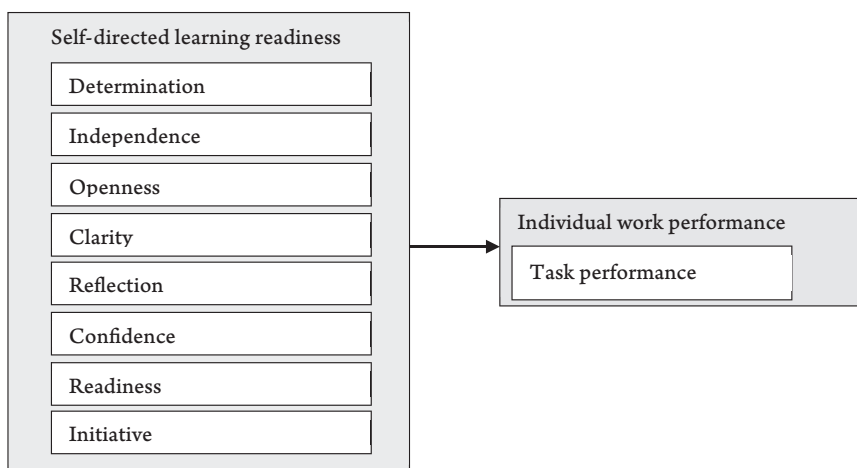 Self-directed learning readiness
Determination
Independence
Openness
Clarity
Reflection
Confidence
Readiness
Initiative
Individual work performance
Task performance